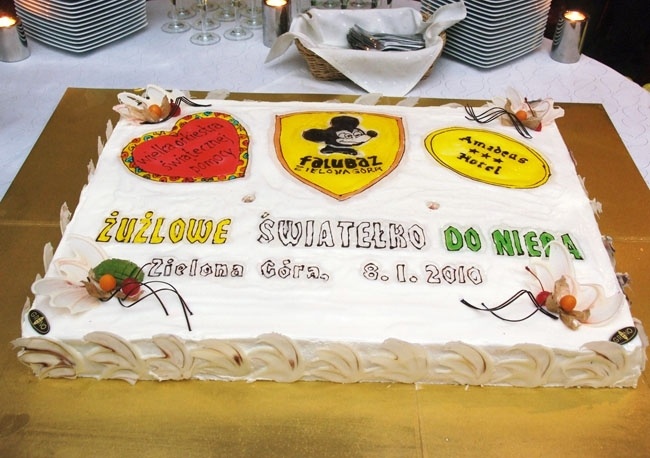 wielka orkiestra
świątecznej
pomocy
falubaz
ZIELONA GÓRA
Amadeus
Hotel
ŻUŻLOWE ŚWIATEŁKO DO NIEBA
Zielona Góra, 8.I.2010